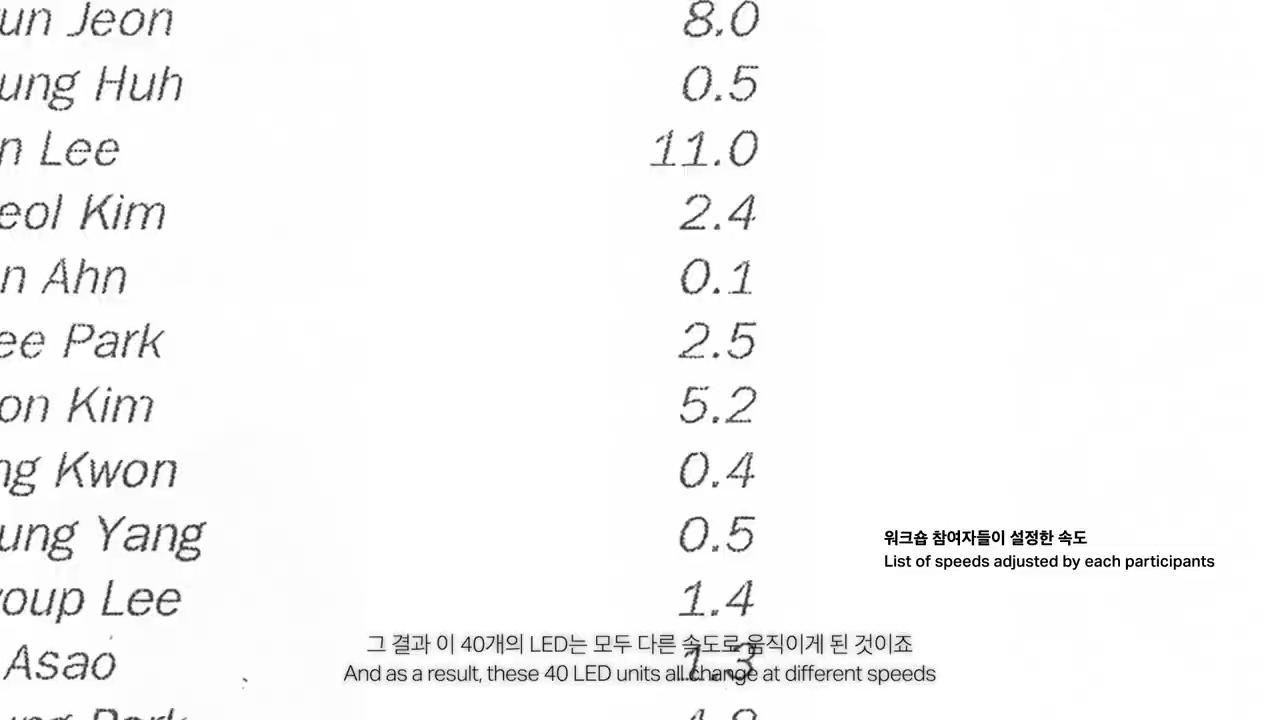 un Jeon 8.0
ung Huh 0.5
n Lee 11.0
eol Kim 2.4
n Ahn 0.1
ee Park 2.5
on Kim 5.2
ng Kwon 0.4
ung Yang 0.5
워크숍 참여자들이 설정한 속도
List of speeds adjusted by each participants
oup Lee 1.4
그 결과 이 40개의 LED는 모두 다른 속도로 움직이게 된 것이죠
Asao 1.3
And as a result, these 40 LED units all change at different speeds